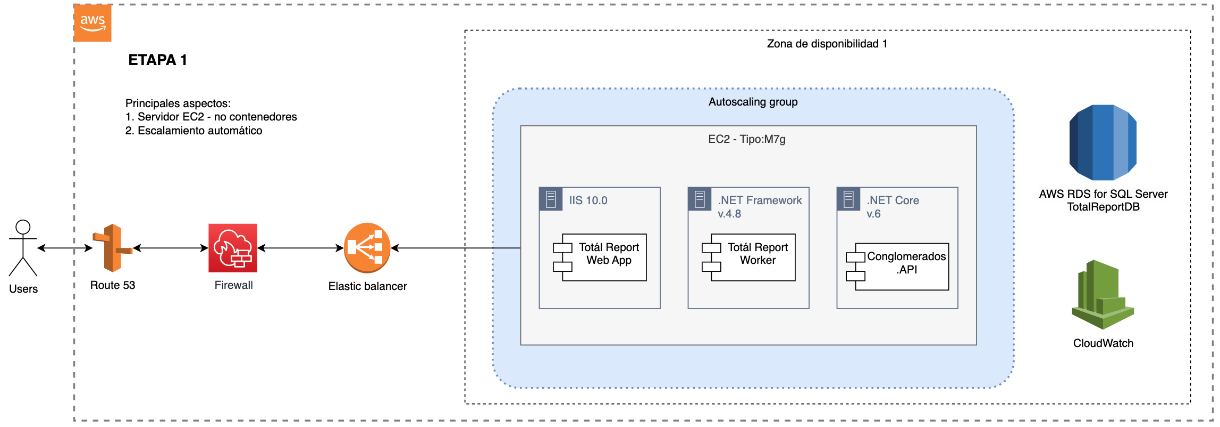 aws
ETAPA 1
Principales aspectos:
1. Servidor EC2 - no contenedores
2. Escalamiento automático
Zona de disponibilidad 1
Autoscaling group
EC2 - Tipo:M7g
IIS 10.0
Totál Report
Web App
.NET Framework
v.4.8
Totál Report
Worker
.NET Core
v.6
Conglomerados
.API
AWS RDS for SQL Server
TotalReportDB
CloudWatch
Users
Route 53
Firewall
Elastic balancer